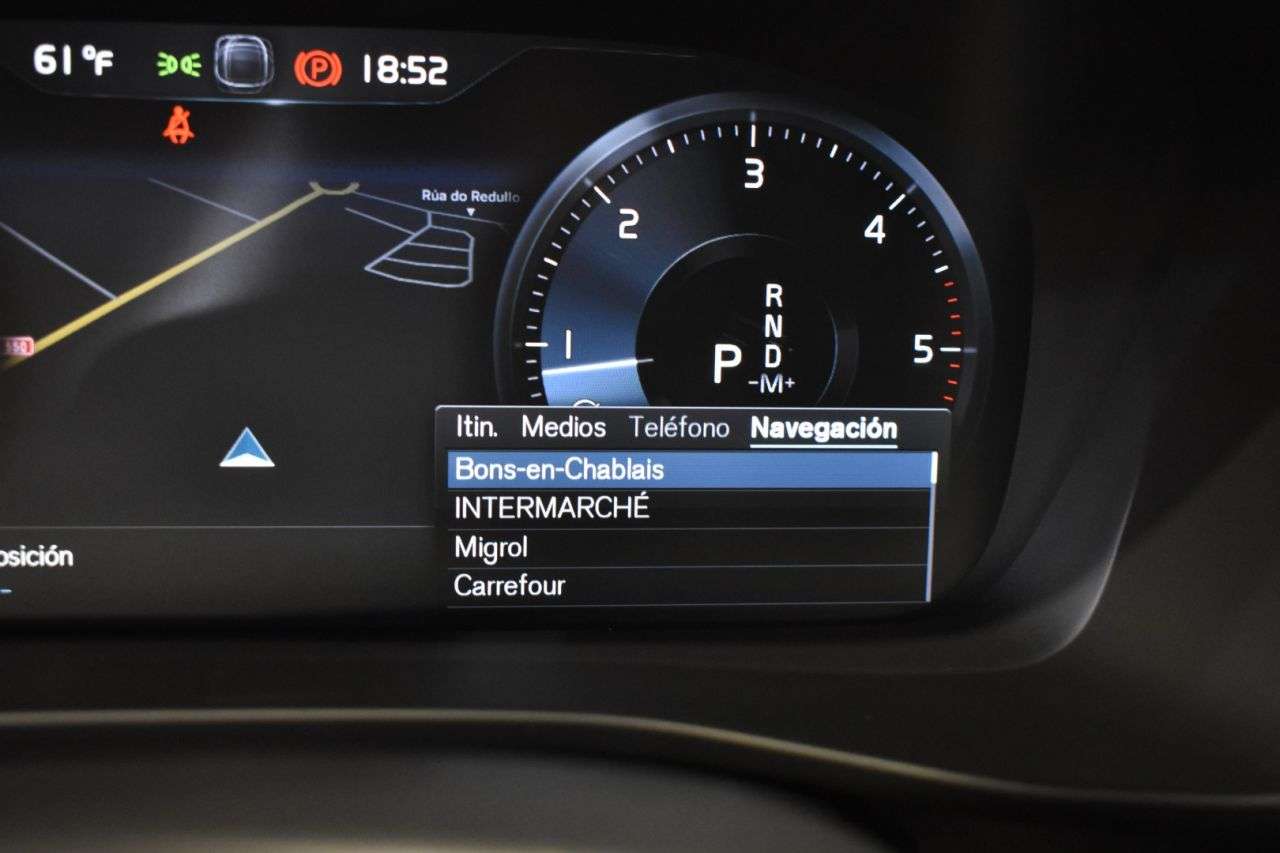 61°F P 18:52
Rúa do Redullo
550
1 2 3 4 5
R
N
P D
-M+
Itin. Medios Teléfono Navegación
Bons-en-Chablais
INTERMARCHÉ
Migrol
Carrefour
osición